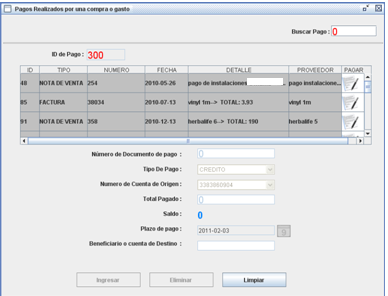 Pagos Realizados por una compra o gasto
Buscar Pago : 0
ID de Pago : 300
ID TIPO NUMERO FECHA DETALLE PROVEEDOR PAGAR
48 NOTA DE VENTA 254 2010-05-26 pago de instalaciones pago instalacione...
85 FACTURA 38034 2010-07-13 vinyl 1m--> TOTAL: 3.93 vinyl 1m
91 NOTA DE VENTA 358 2010-12-13 herbalife 6--> TOTAL: 190 herbalife 5
Número de Documento de pago : 0
Tipo De Pago : CREDITO
Numero de Cuenta de Origen : 3383860904
Total Pagado : 0
Saldo : 0
Plazo de pago : 2011-02-03
Beneficiario o cuenta de Destino :
Ingresar Eliminar Limpiar